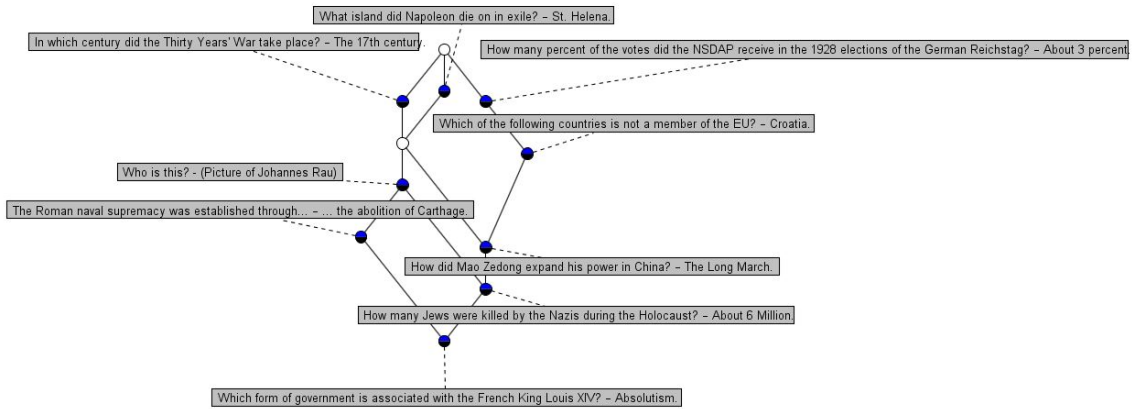 What island did Napoleon die on in exile? – St. Helena.
In which century did the Thirty Years' War take place? – The 17th century.
How many percent of the votes did the NSDAP receive in the 1928 elections of the German Reichstag? – About 3 percent.
Which of the following countries is not a member of the EU? – Croatia.
Who is this? - (Picture of Johannes Rau)
The Roman naval supremacy was established through... – ... the abolition of Carthage.
How did Mao Zedong expand his power in China? – The Long March.
How many Jews were killed by the Nazis during the Holocaust? – About 6 Million.
Which form of government is associated with the French King Louis XIV? – Absolutism.